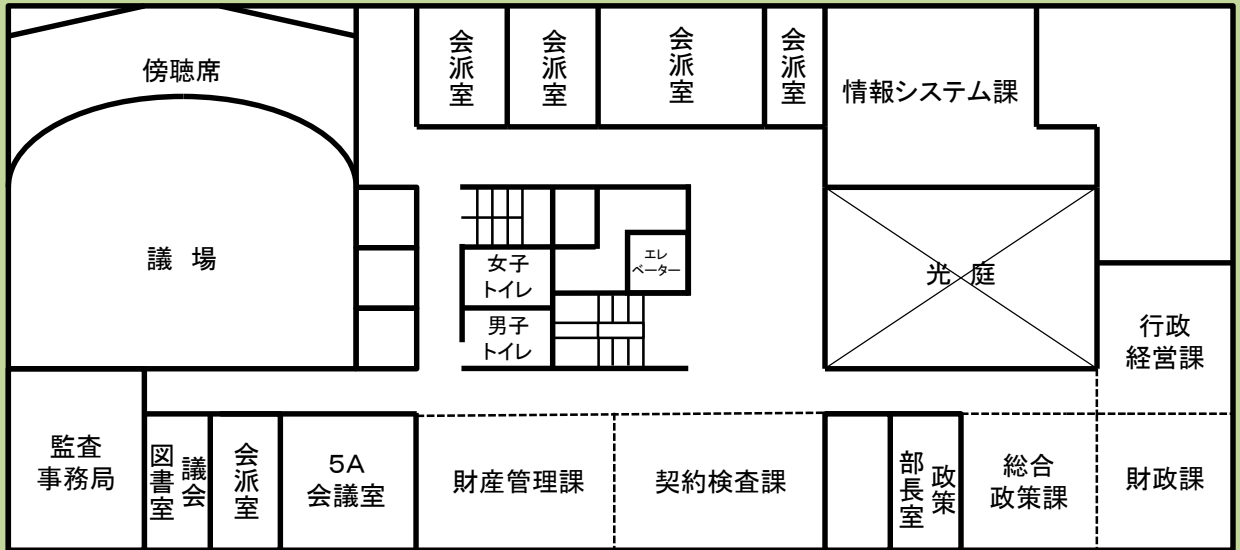 会派室
会派室
会派室
会派室
傍聴席
情報システム課
議 場
女子
トイレ
エレ
ベーター
光 庭
男子
トイレ
行政
経営課
監査
事務局
議会
図書室
会派室
5A
会議室
財産管理課
契約検査課
政策
部長室
総合
政策課
財政課